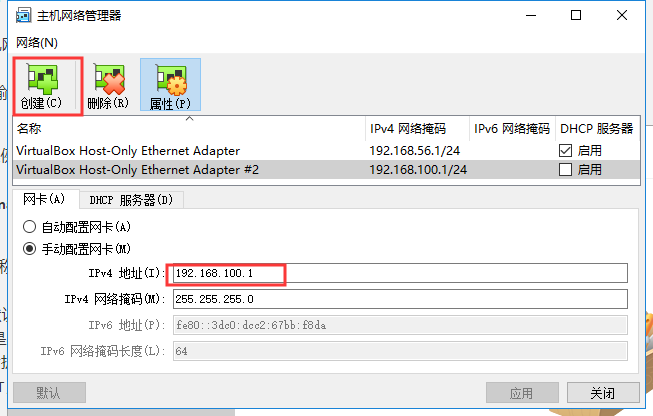 主机网络管理器
网络(N)
创建(C) 删除(R) 属性(P)
名称 IPv4 网络掩码 IPv6 网络掩码 DHCP 服务器
VirtualBox Host-Only Ethernet Adapter 192.168.56.1/24 启用
VirtualBox Host-Only Ethernet Adapter #2 192.168.100.1/24 启用
网卡(A) DHCP 服务器(D)
自动配置网卡(A)
手动配置网卡(M)
IPv4 地址(I): 192.168.100.1
IPv4 网络掩码(M): 255.255.255.0
IPv6 地址(P): fe80::3dc0:dcc2:67bb:f8da
IPv6 网络掩码长度(L): 64
默认 应用 关闭